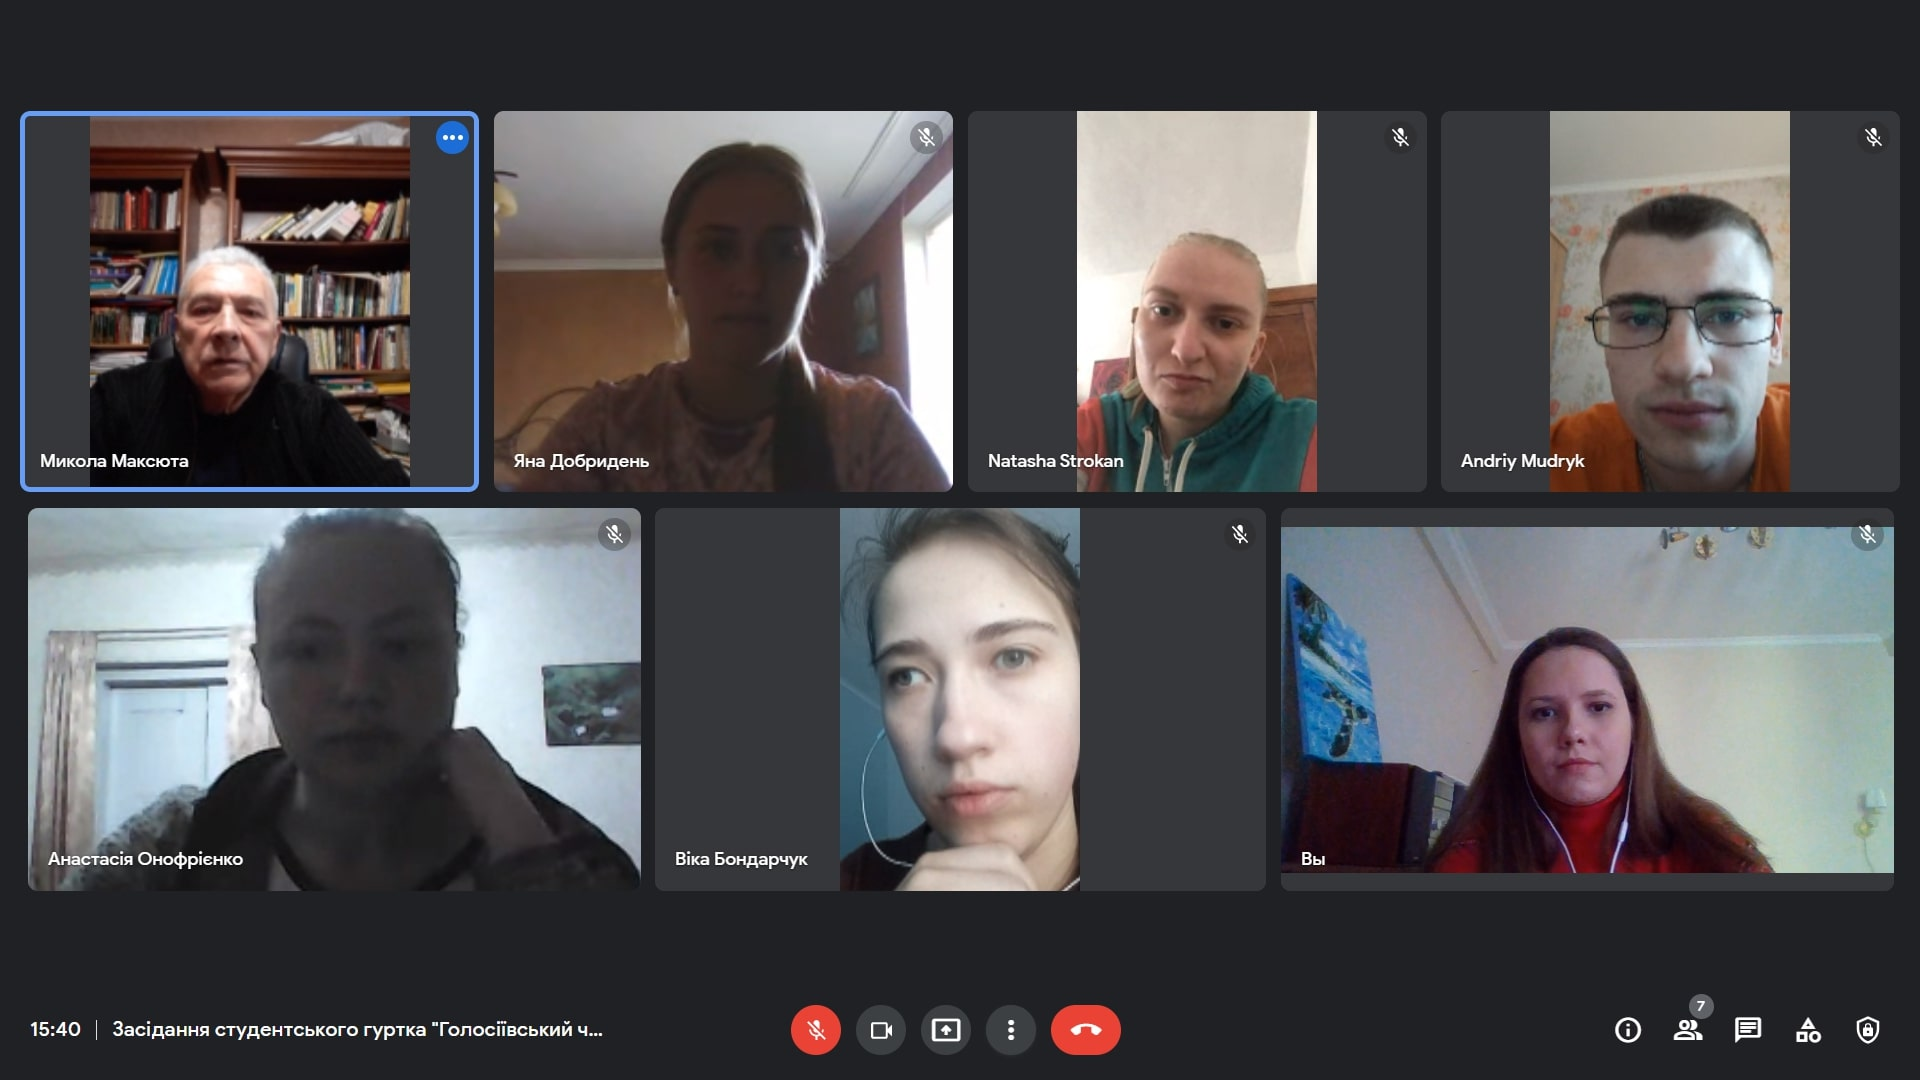 Микола Максюта
Яна Добридень
Natasha Strokan
Andriy Mudryk
Анастасія Онофрієнко
Віка Бондарчук
Вы
15:40 | Засідання студентського гуртка "Голосіївський ч...
7